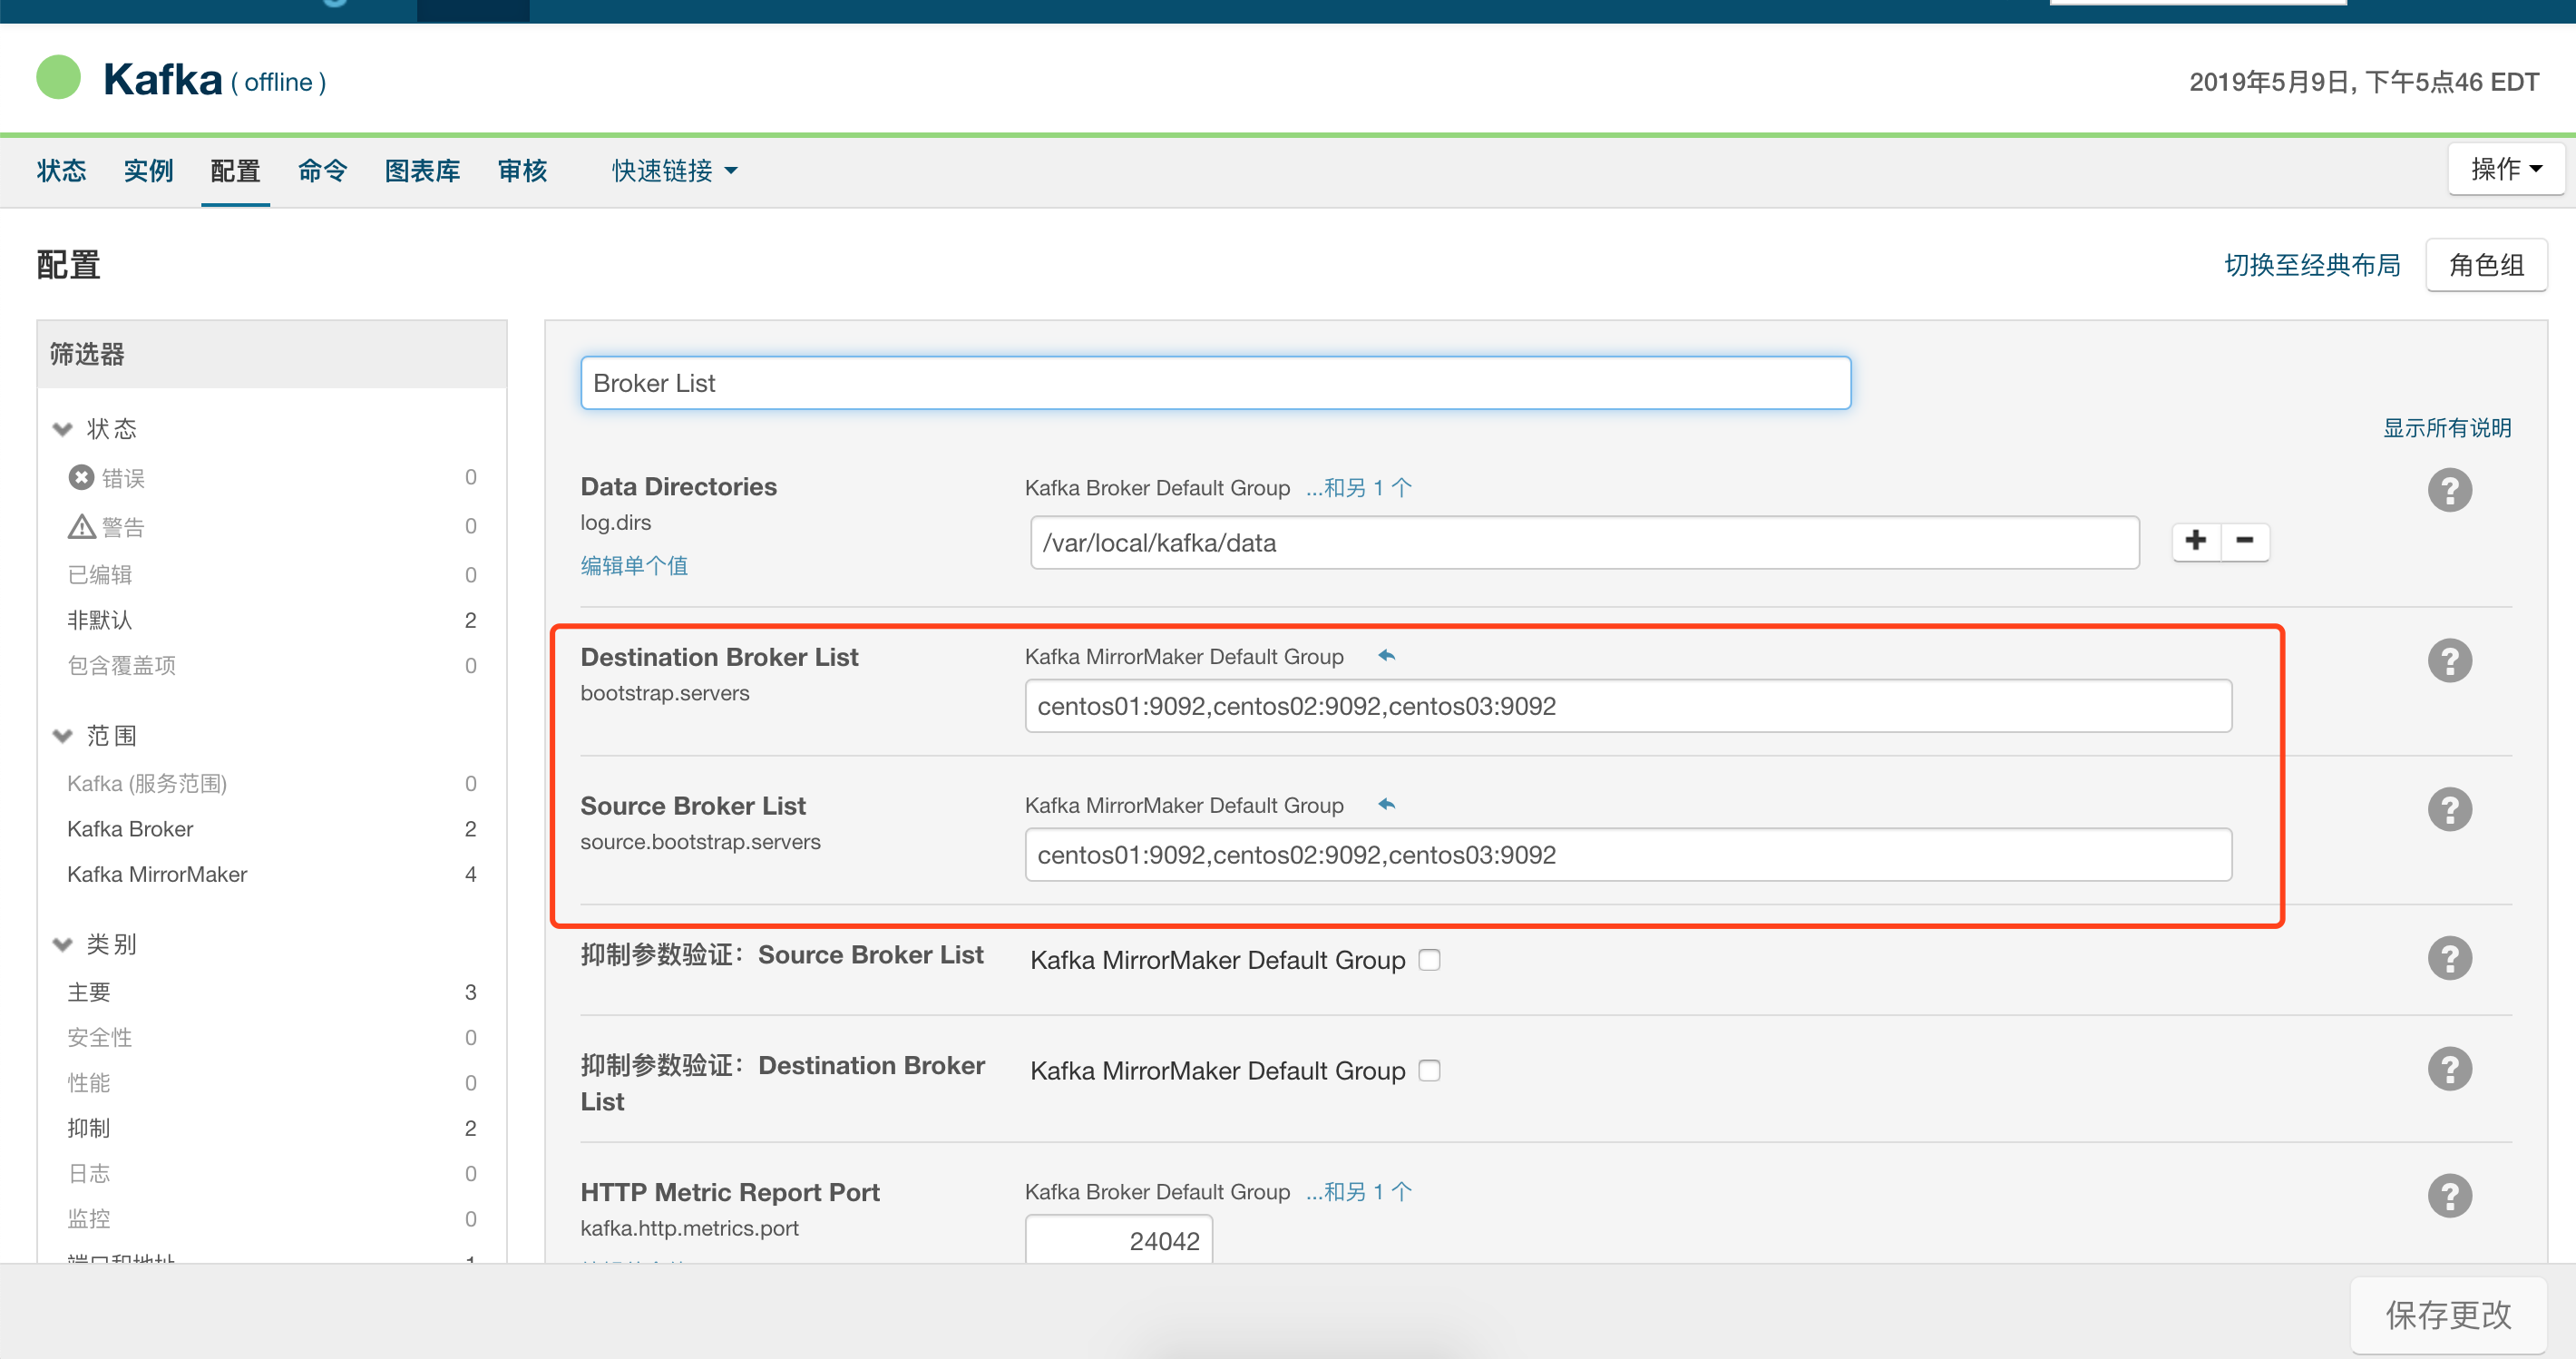 Kafka ( offline )
2019年5月9日, 下午5点46 EDT
状态 实例 配置 命令 图表库 审核 快速链接
操作
配置
切换至经典布局
角色组
筛选器
状态
错误 0
警告 0
已编辑 0
非默认 2
包含覆盖项 0
范围
Kafka (服务范围) 0
Kafka Broker 2
Kafka MirrorMaker 4
类别
主要 3
安全性 0
性能 0
抑制 2
日志 0
监控 0
端口和地址 1
Broker List
显示所有说明
Data Directories
log.dirs
编辑单个值
Kafka Broker Default Group ...和另 1 个
/var/local/kafka/data
Destination Broker List
bootstrap.servers
Kafka MirrorMaker Default Group
centos01:9092,centos02:9092,centos03:9092
Source Broker List
source.bootstrap.servers
Kafka MirrorMaker Default Group
centos01:9092,centos02:9092,centos03:9092
抑制参数验证：Source Broker List
Kafka MirrorMaker Default Group
抑制参数验证：Destination Broker
List
Kafka MirrorMaker Default Group
HTTP Metric Report Port
kafka.http.metrics.port
Kafka Broker Default Group ...和另 1 个
24042
保存更改